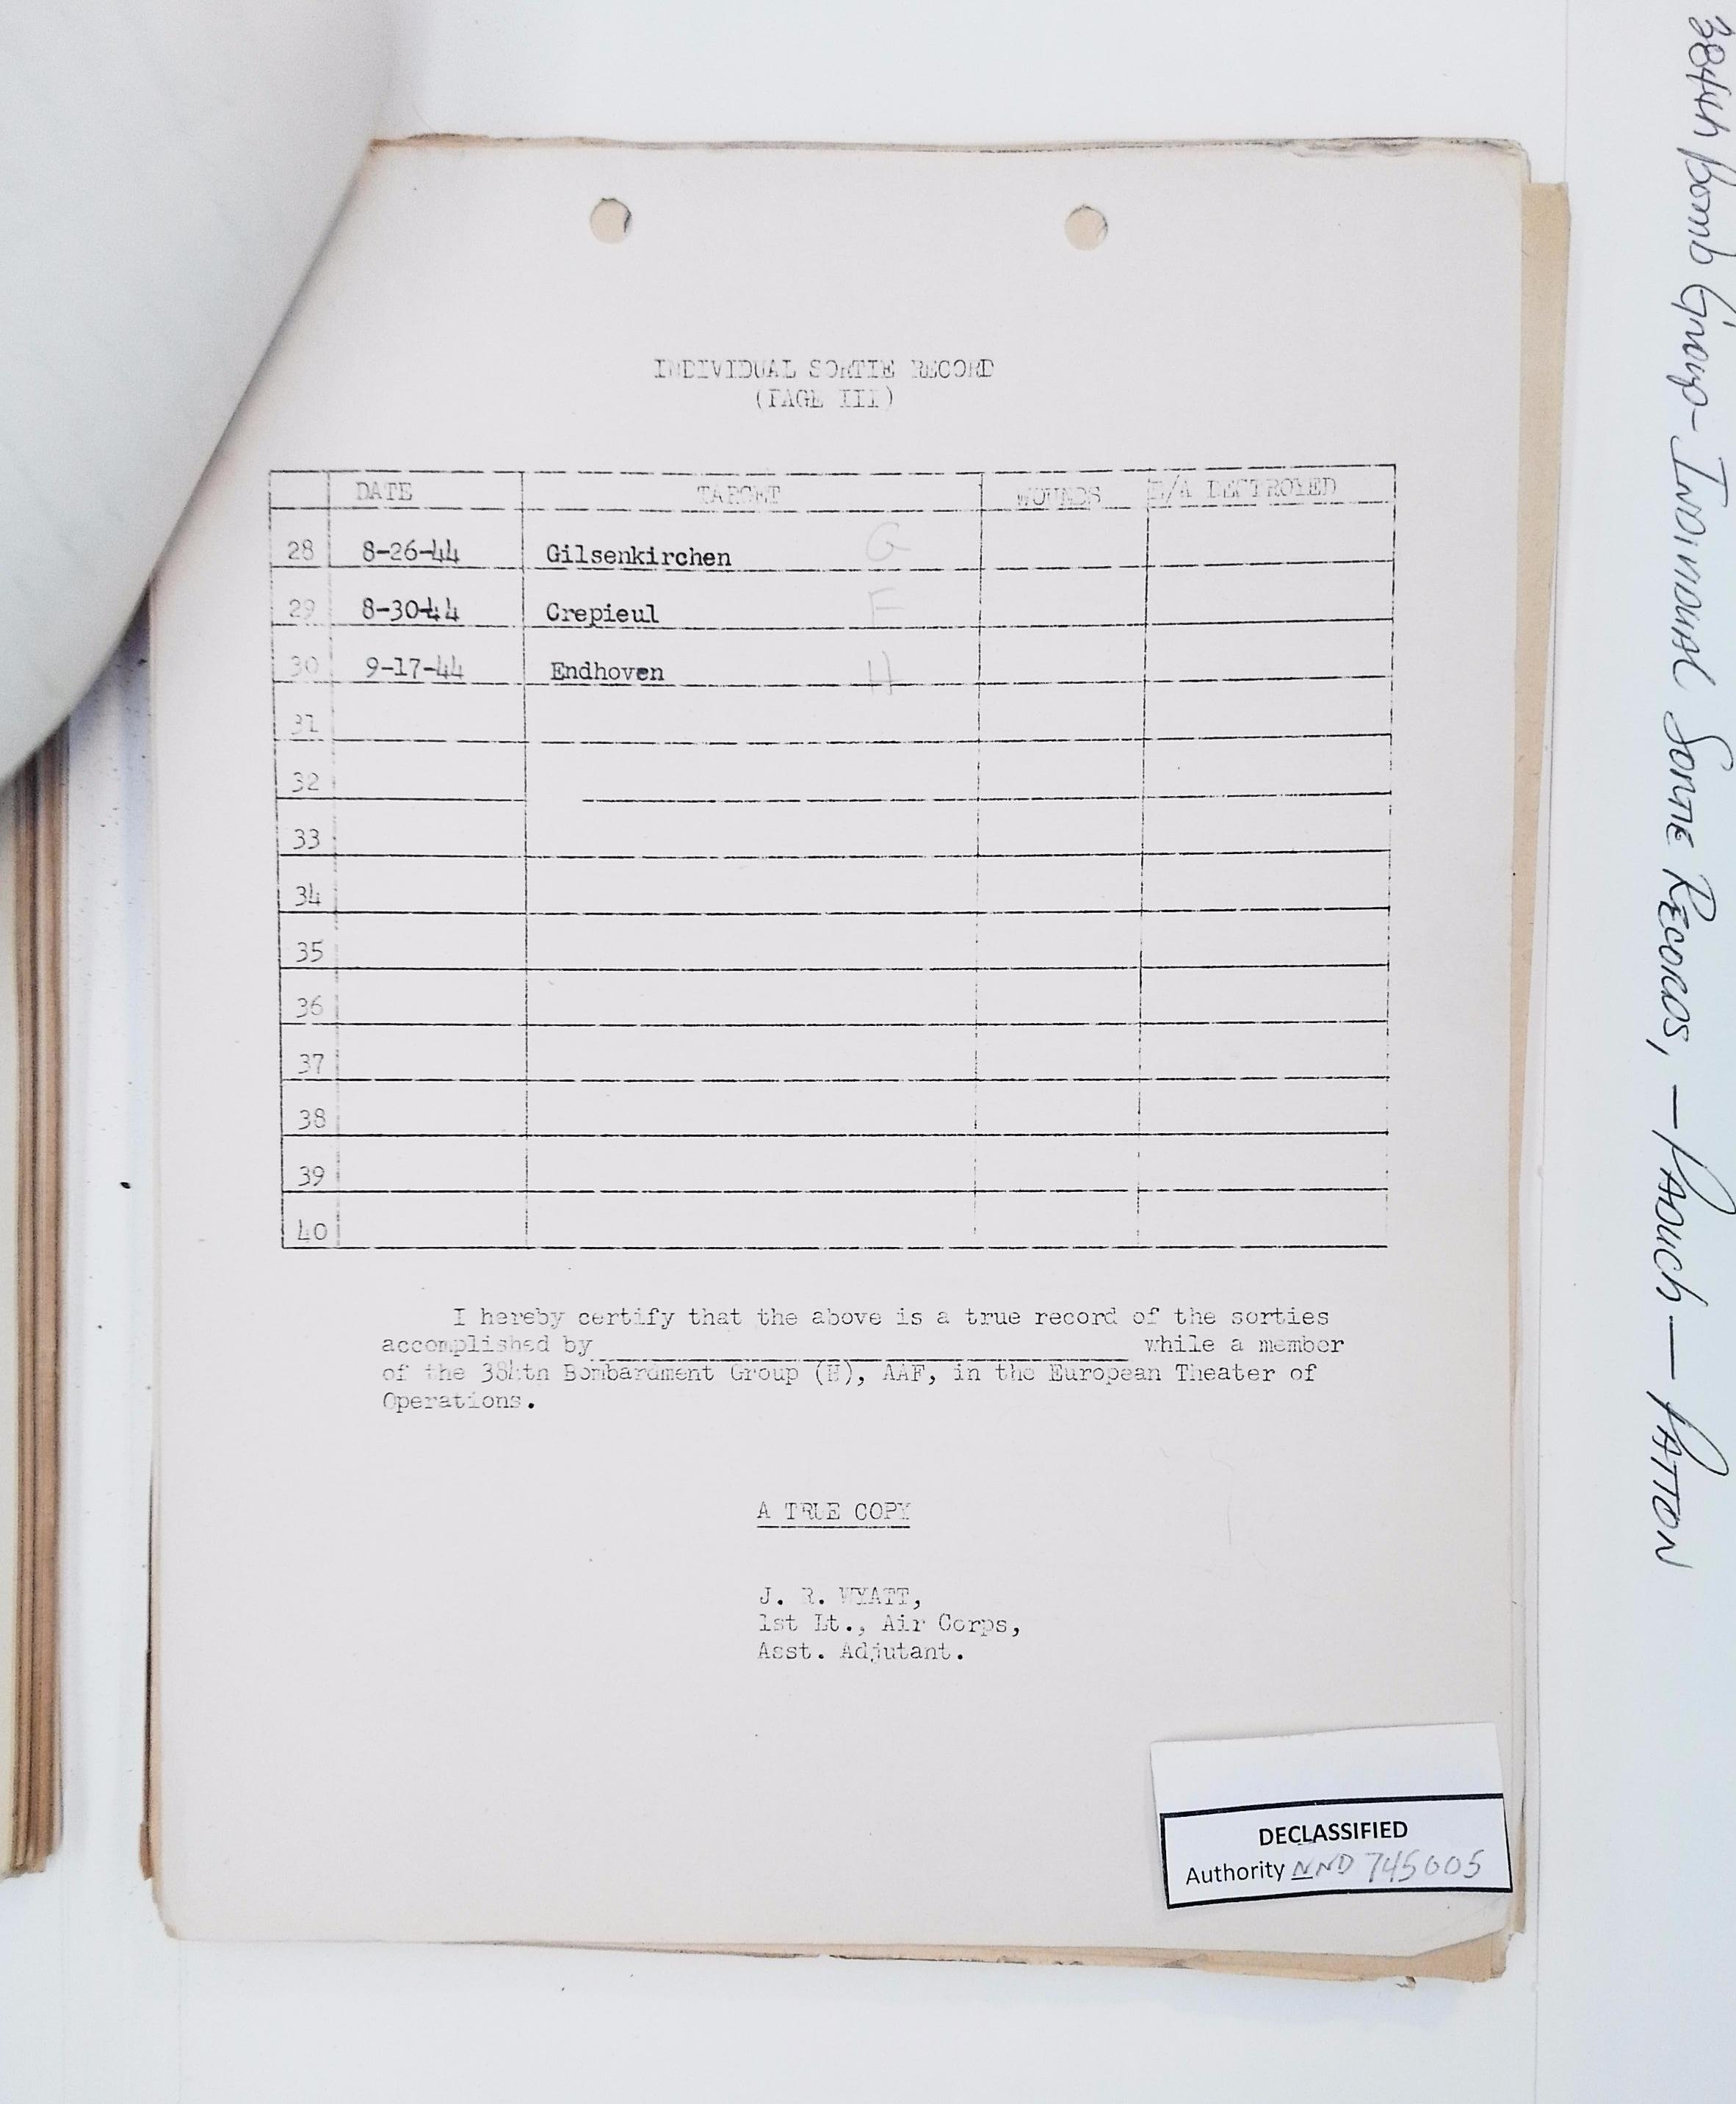 INDIVIDUAL SORTIE RECORD
(PAGE III)
DATE TARGET WOUNDS E/A DESTROYED
28 8-26-44 Gilsenkirchen G
29 8-30-44 Crepieul F
30 9-17-44 Endhoven H
31
32
33
34
35
36
37
38
39
40
I hereby certify that the above is a true record of the sorties
accomplished by while a member
of the 384th Bombardment Group (H), AAF, in the European Theater of
Operations.
A TRUE COPY
J. R. WYATT,
1st Lt., Air Corps,
Asst. Adjutant.
DECLASSIFIED
Authority NND 745005
384th Bomb Group - Individual Sortie Records, - Paouch - Patton